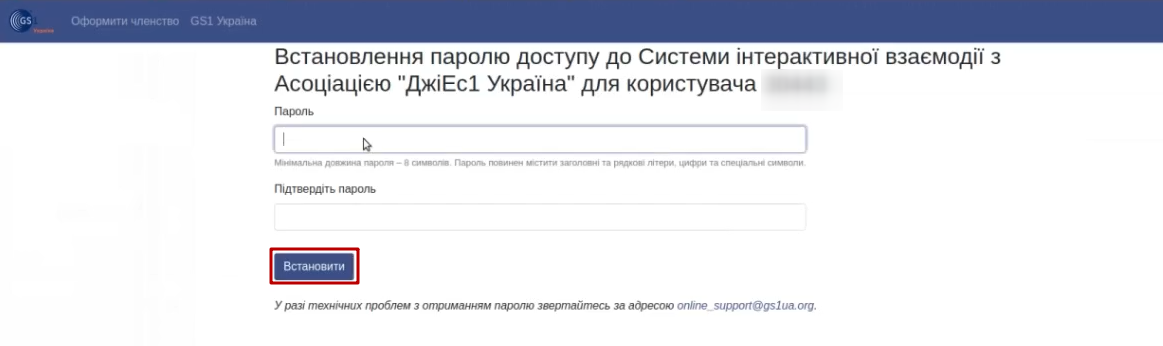 GS1
Україна
Оформити членство GS1 Україна
Встановлення паролю доступу до Системи інтерактивної взаємодії з
Асоціацією "ДжіЕс1 Україна" для користувача
Пароль
Мінімальна довжина пароля – 8 символів. Пароль повинен містити заголовні та рядкові літери, цифри та спеціальні символи.
Підтвердіть пароль
Встановити
У разі технічних проблем з отриманням паролю звертайтесь за адресою online_support@gs1ua.org.